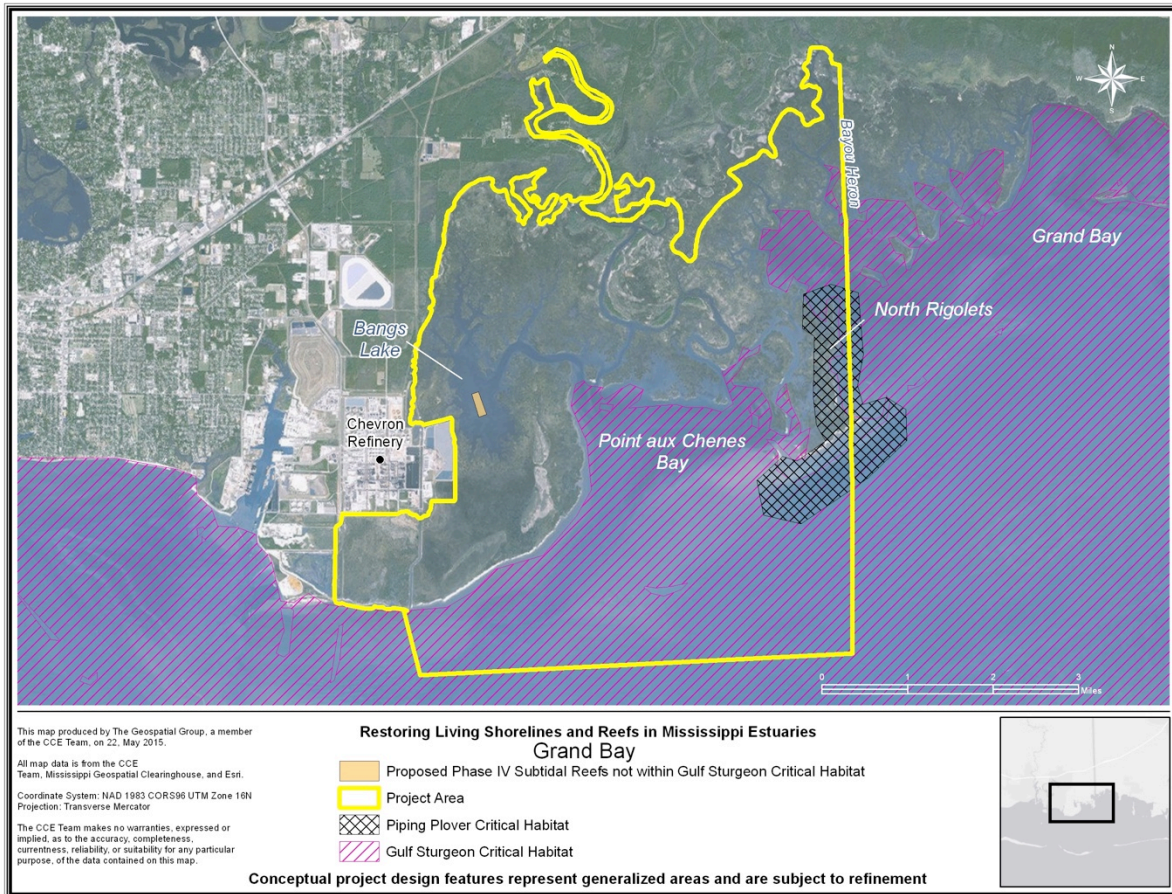 N
W E
S
Bayou Heron
Grand Bay
North Rigolets
Bangs
Lake
Chevron
Refinery
Point aux Chenes
Bay
0 1 2 3
Miles
This map produced by The Geospatial Group, a member
of the CCE Team, on 22, May 2015.
All map data is from the CCE
Team, Mississippi Geospatial Clearinghouse, and Esri.
Coordinate System: NAD 1983 CORS96 UTM Zone 16N
Projection: Transverse Mercator
The CCE Team makes no warranties, expressed or
implied, as to the accuracy, completeness,
currentness, reliability, or suitability for any particular
purpose, of the data contained on this map.
Restoring Living Shorelines and Reefs in Mississippi Estuaries
Grand Bay
Proposed Phase IV Subtidal Reefs not within Gulf Sturgeon Critical Habitat
Project Area
Piping Plover Critical Habitat
Gulf Sturgeon Critical Habitat
Conceptual project design features represent generalized areas and are subject to refinement